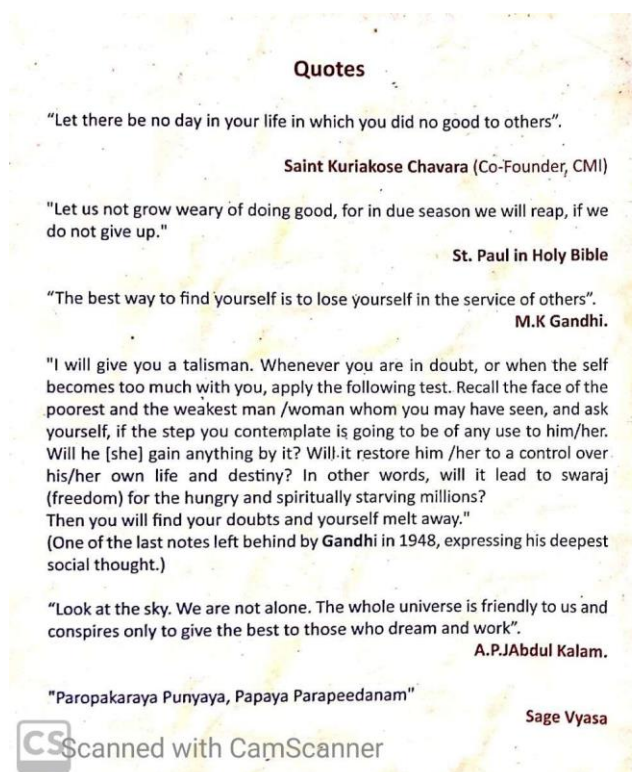 Quotes
“Let there be no day in your life in which you did no good to others”.
Saint Kuriakose Chavara (Co-Founder, CMI)
"Let us not grow weary of doing good, for in due season we will reap, if we
do not give up."
St. Paul in Holy Bible
“The best way to find yourself is to lose yourself in the service of others”.
M.K Gandhi.
"I will give you a talisman. Whenever you are in doubt, or when the self
becomes too much with you, apply the following test. Recall the face of the
poorest and the weakest man /woman whom you may have seen, and ask
yourself, if the step you contemplate is going to be of any use to him/her.
Will he [she] gain anything by it? Will it restore him /her to a control over
his/her own life and destiny? In other words, will it lead to swaraj
(freedom) for the hungry and spiritually starving millions?
Then you will find your doubts and yourself melt away."
(One of the last notes left behind by Gandhi in 1948, expressing his deepest
social thought.)
“Look at the sky. We are not alone. The whole universe is friendly to us and
conspires only to give the best to those who dream and work”.
A.P.JAbdul Kalam.
"Paropakaraya Punyaya, Papaya Parapeedanam"
Sage Vyasa
CS Scanned with CamScanner